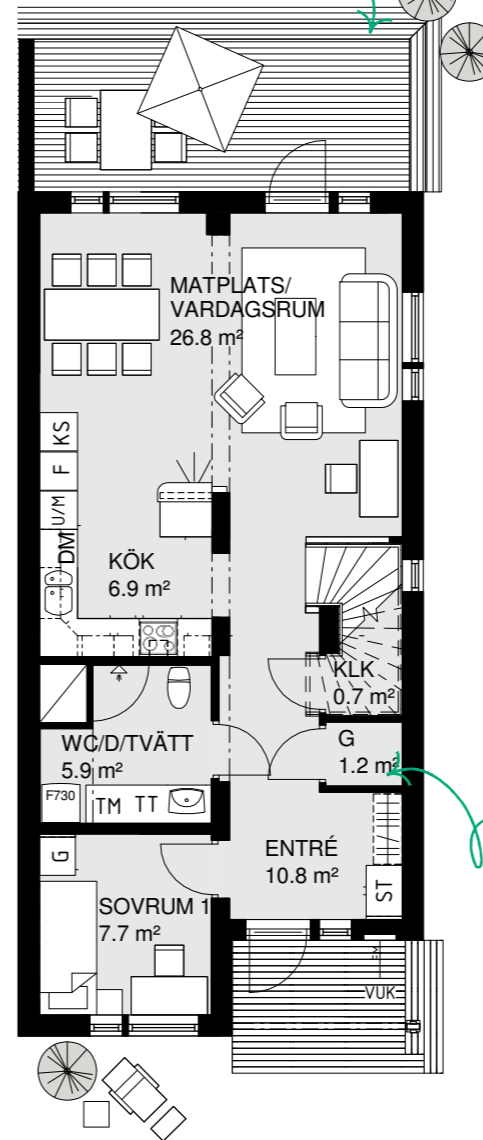 MATPLATS/
VARDAGSRUM
26.8 m²
KS
F
U/M
DM
KÖK
6.9 m²
KLK
0.7 m²
WC/D/TVÄTT
5.9 m²
G
1.2 m²
F730
TM TT
ENTRÉ
10.8 m²
G
ST
SOVRUM 1
7.7 m²
EM
VUK